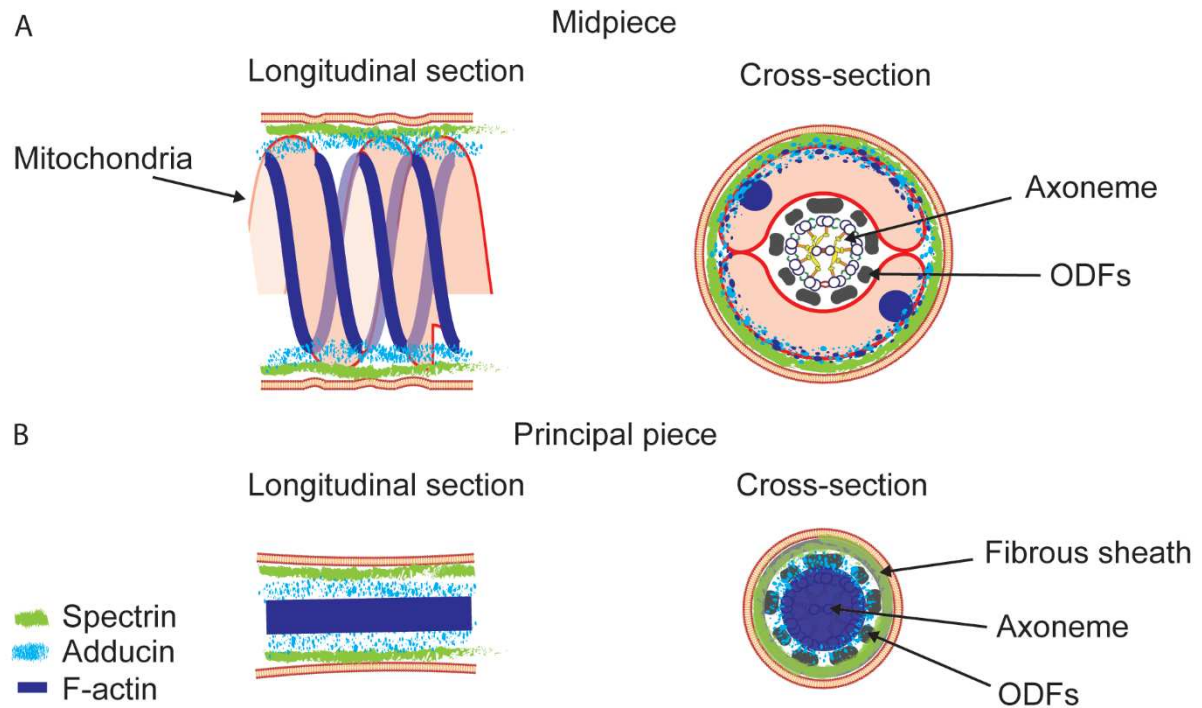 A
Midpiece
Longitudinal section
Cross-section
Mitochondria
Axoneme
ODFs
B
Principal piece
Longitudinal section
Cross-section
Fibrous sheath
Axoneme
ODFs
Spectrin
Adducin
F-actin